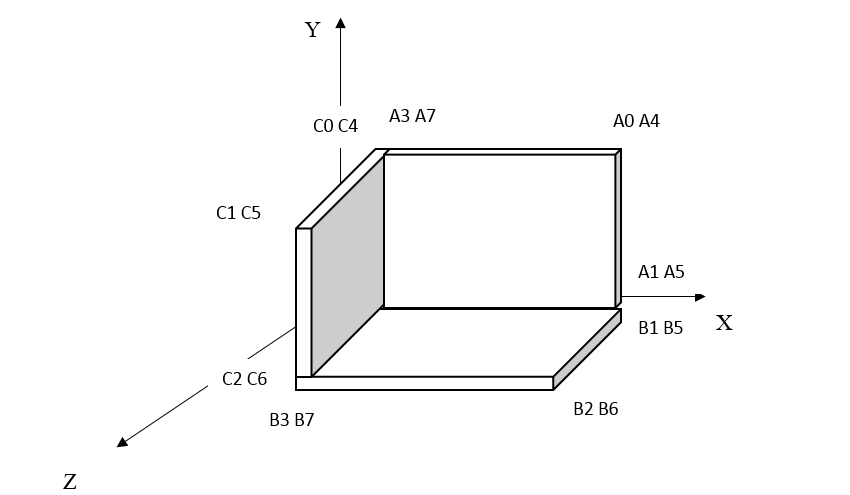 Y
A3 A7
A0 A4
C0 C4
C1 C5
A1 A5
X
B1 B5
C2 C6
B2 B6
B3 B7
Z